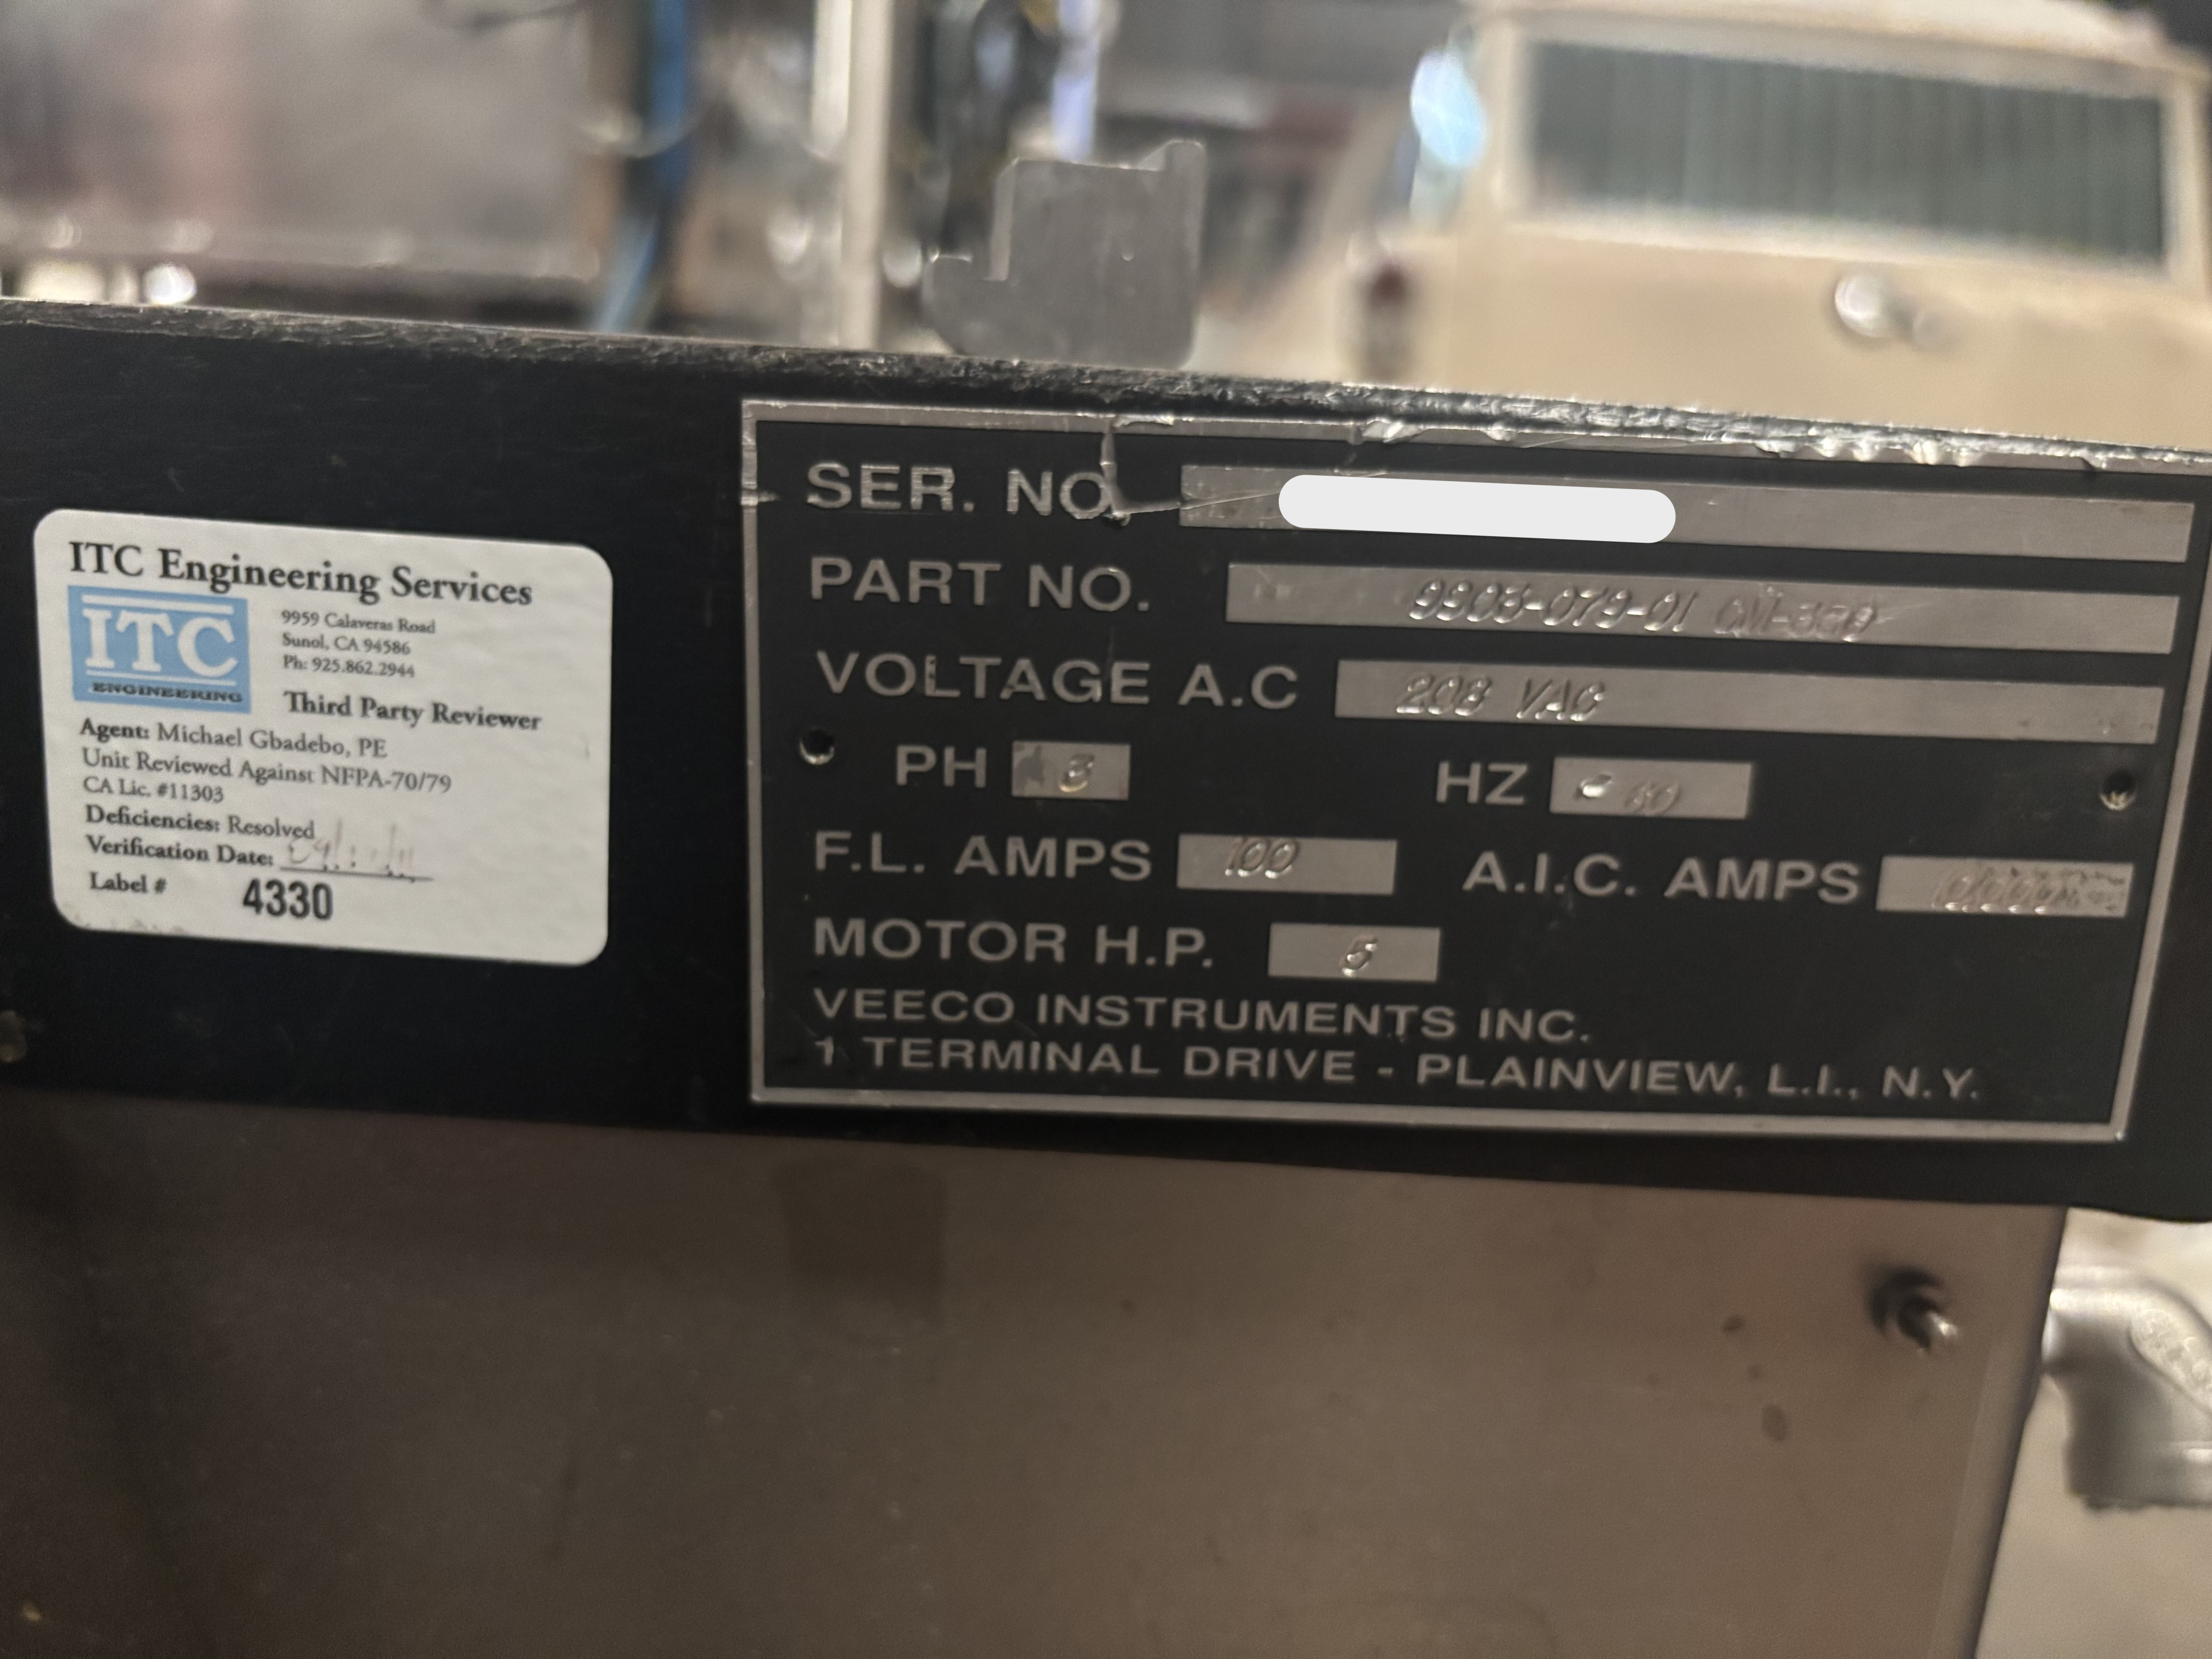 ITC Engineering Services
ITC
ENGINEERING
9959 Calaveras Road
Sunol, CA 94586
Ph: 925.862.2944
Third Party Reviewer
Agent: Michael Gbadebo, PE
Unit Reviewed Against NFPA-70/79
CA Lic. #11303
Deficiencies: Resolved
Verification Date:
Label # 4330
SER. NO.
PART NO.
VOLTAGE A.C 208 VAC
PH 3 HZ 60
F.L. AMPS 100 A.I.C. AMPS 10,000
MOTOR H.P. 5
VEECO INSTRUMENTS INC.
1 TERMINAL DRIVE - PLAINVIEW, L.I., N.Y.